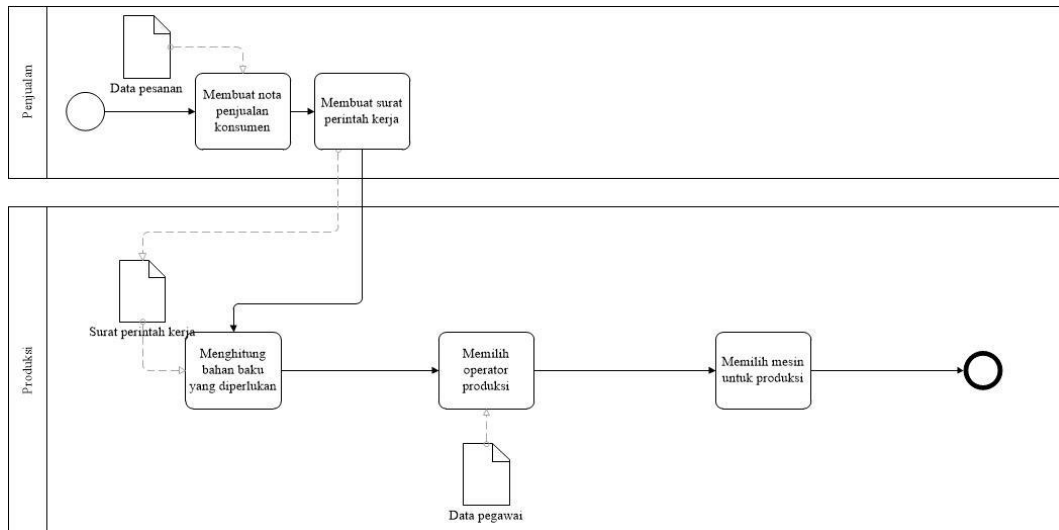 Penjualan
Data pesanan
Membuat nota
penjualan
konsumen
Membuat surat
perintah kerja
Produksi
Surat perintah kerja
Menghitung
bahan baku
yang diperlukan
Memilih
operator
produksi
Memilih mesin
untuk produksi
Data pegawai